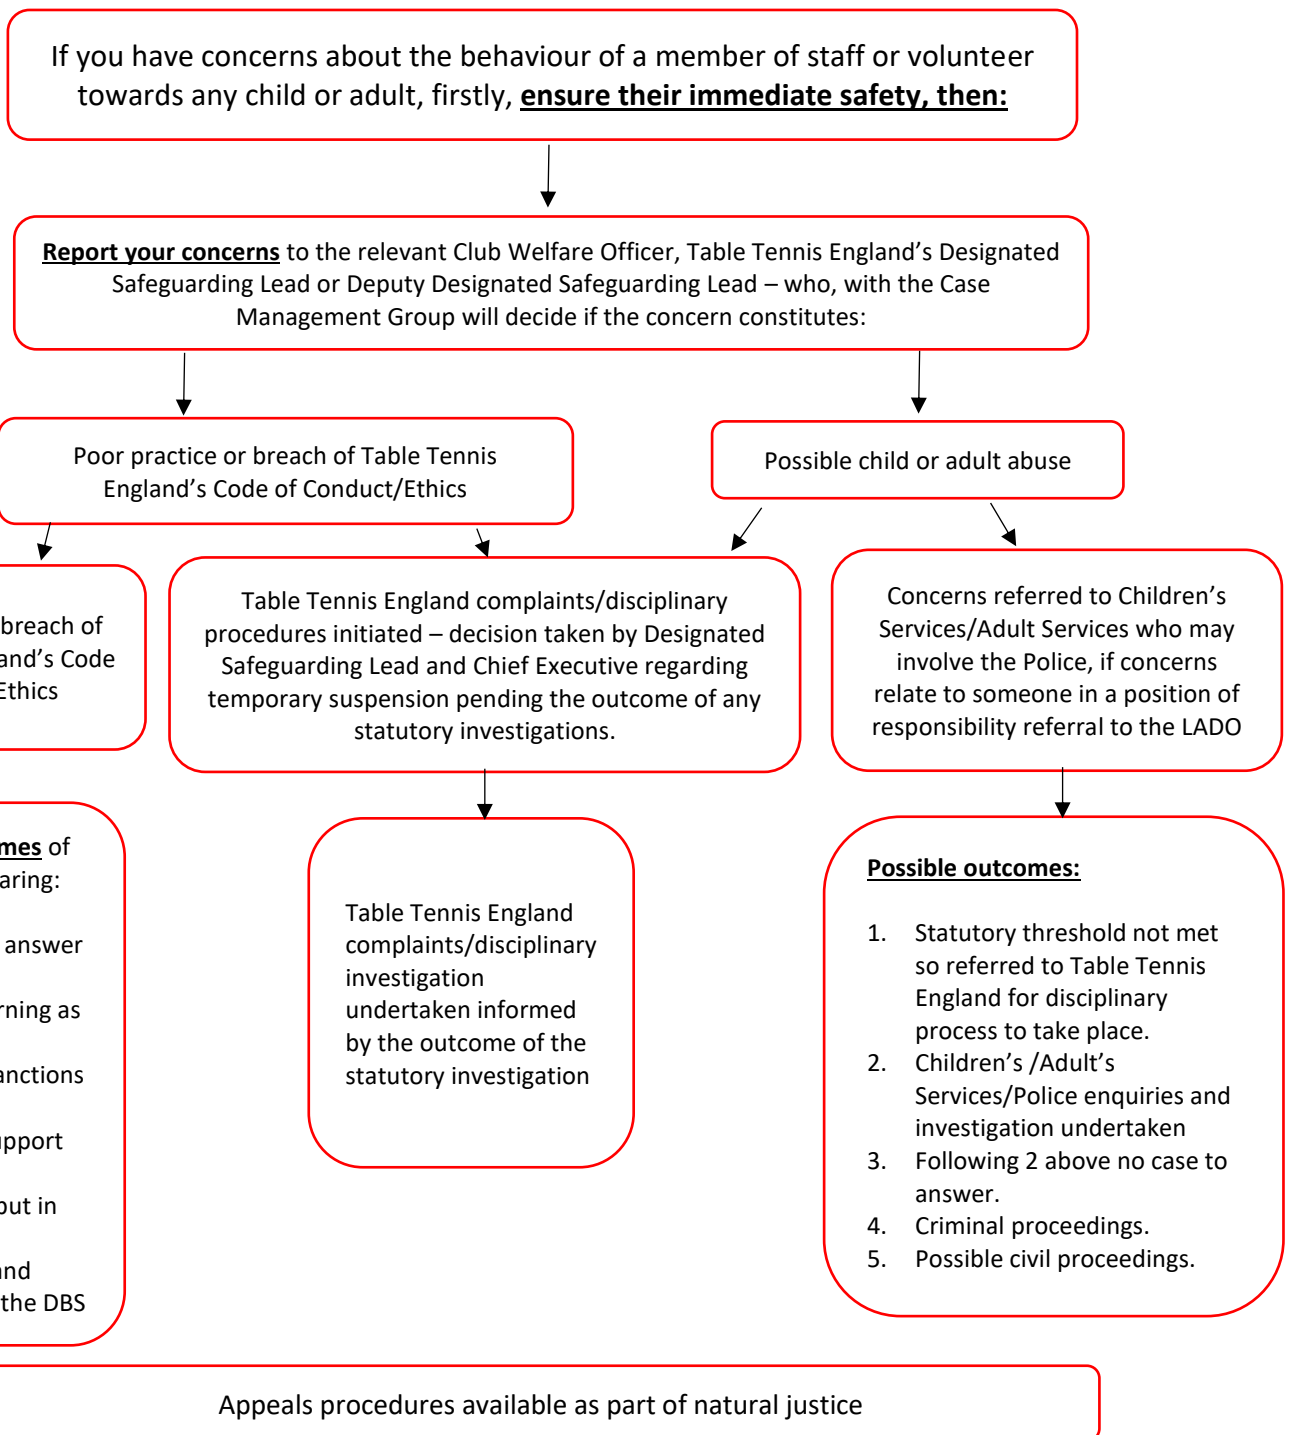 If you have concerns about the behaviour of a member of staff or volunteer
towards any child or adult, firstly, ensure their immediate safety, then:
Report your concerns to the relevant Club Welfare Officer, Table Tennis England’s Designated
Safeguarding Lead or Deputy Designated Safeguarding Lead – who, with the Case
Management Group will decide if the concern constitutes:
Poor practice or breach of Table Tennis
England’s Code of Conduct/Ethics
Possible child or adult abuse
breach of
and’s Code
Ethics
Table Tennis England complaints/disciplinary
procedures initiated – decision taken by Designated
Safeguarding Lead and Chief Executive regarding
temporary suspension pending the outcome of any
statutory investigations.
Concerns referred to Children’s
Services/Adult Services who may
involve the Police, if concerns
relate to someone in a position of
responsibility referral to the LADO
mes of
aring:
answer
rning as
anctions
upport
out in
and
the DBS
Table Tennis England
complaints/disciplinary
investigation
undertaken informed
by the outcome of the
statutory investigation
Possible outcomes:
1. Statutory threshold not met
so referred to Table Tennis
England for disciplinary
process to take place.
2. Children’s /Adult’s
Services/Police enquiries and
investigation undertaken
3. Following 2 above no case to
answer.
4. Criminal proceedings.
5. Possible civil proceedings.
Appeals procedures available as part of natural justice